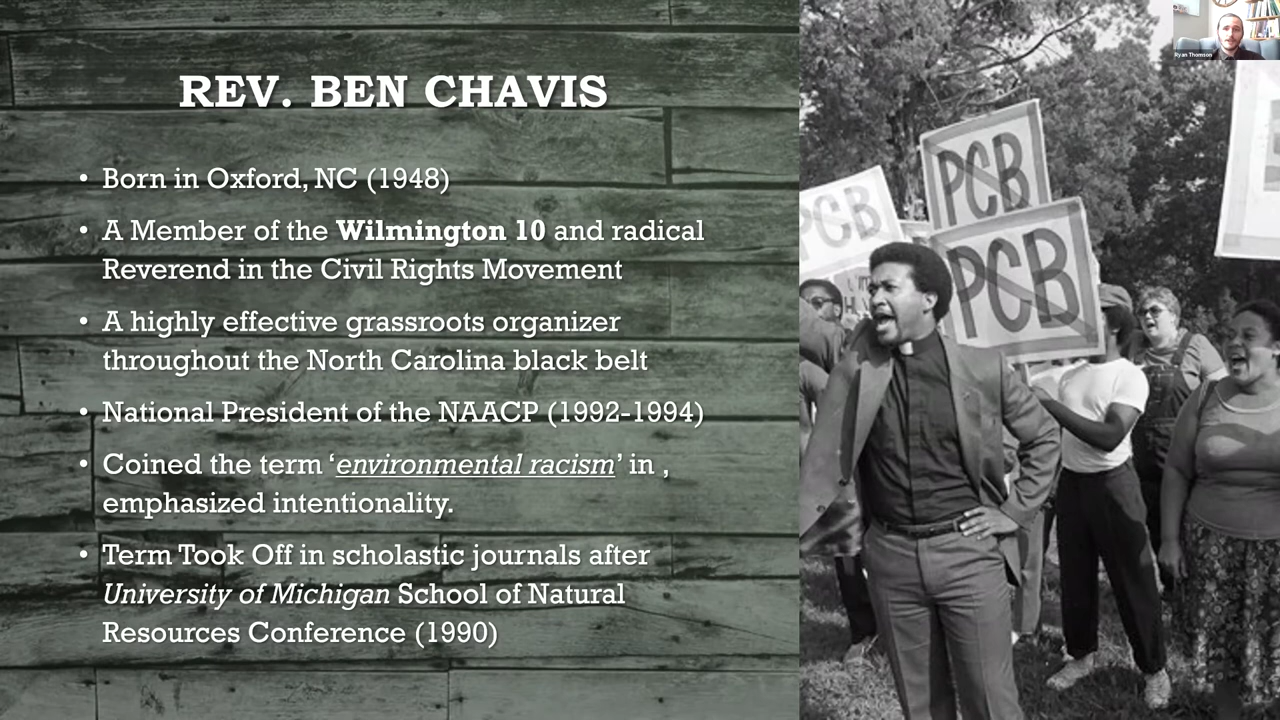 REV. BEN CHAVIS
• Born in Oxford, NC (1948)
• A Member of the Wilmington 10 and radical
Reverend in the Civil Rights Movement
• A highly effective grassroots organizer
throughout the North Carolina black belt
• National President of the NAACP (1992-1994)
• Coined the term ‘environmental racism’ in ,
emphasized intentionality.
• Term Took Off in scholastic journals after
University of Michigan School of Natural
Resources Conference (1990)
PCB
PCB
PCB
Ryan Thomson